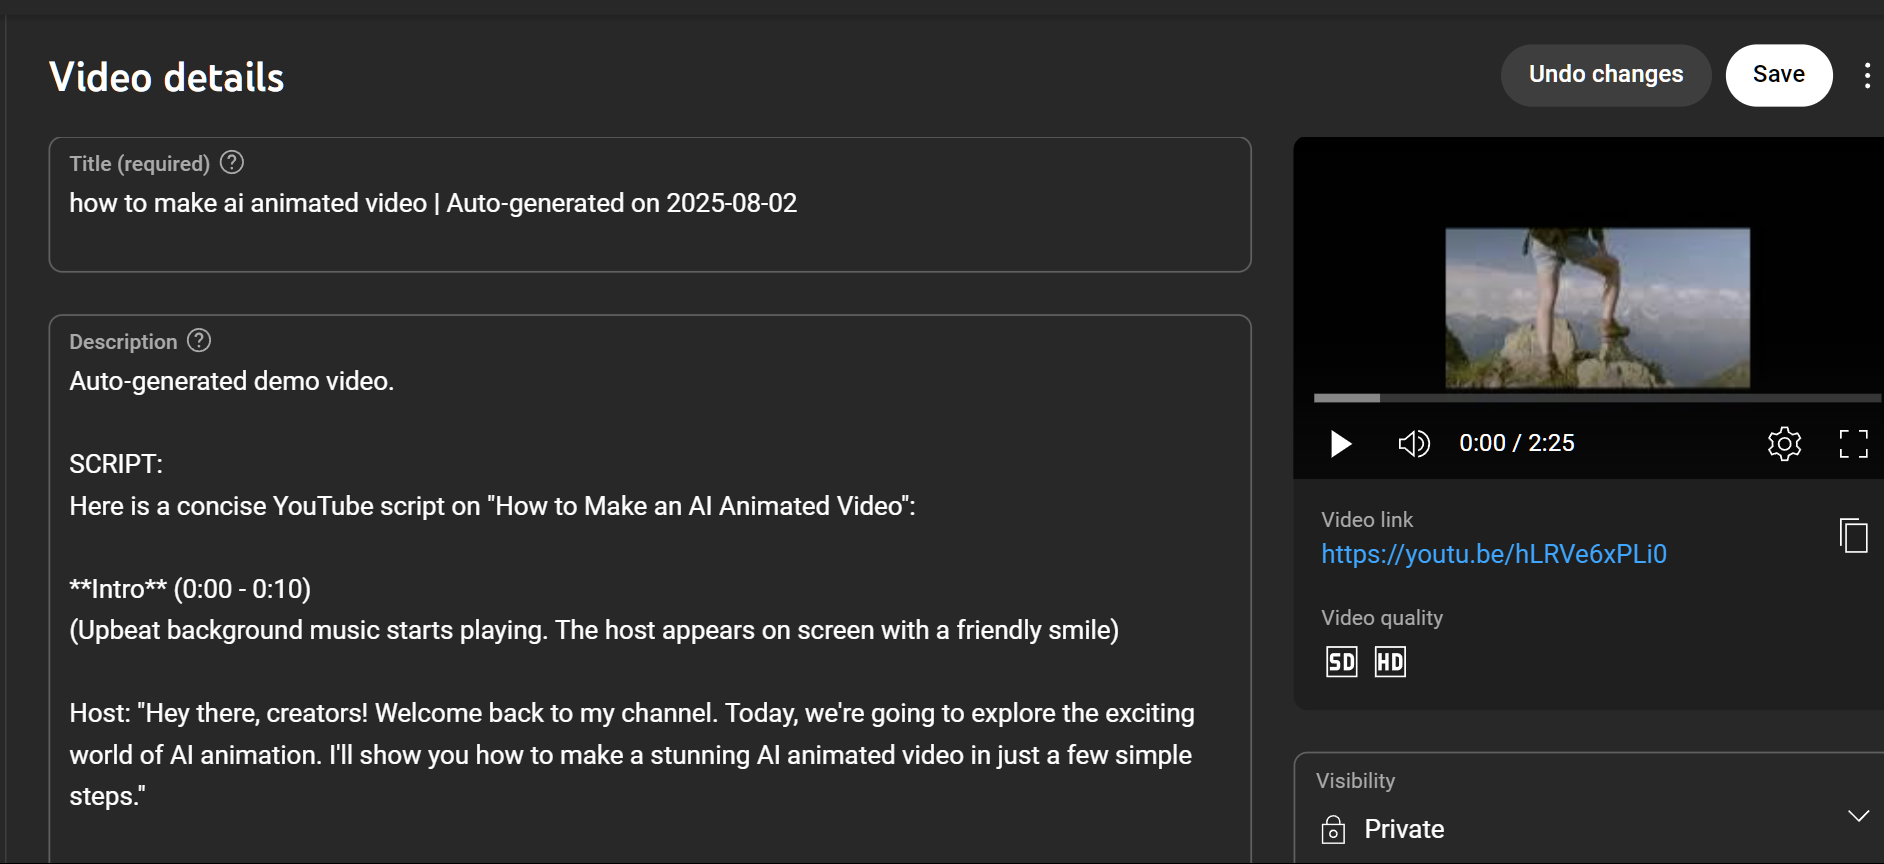 Video details
Undo changes
Save
Title (required)
how to make ai animated video | Auto-generated on 2025-08-02
Description
Auto-generated demo video.
SCRIPT:
Here is a concise YouTube script on "How to Make an AI Animated Video":
**Intro** (0:00 - 0:10)
(Upbeat background music starts playing. The host appears on screen with a friendly smile)
Host: "Hey there, creators! Welcome back to my channel. Today, we're going to explore the exciting
world of AI animation. I'll show you how to make a stunning AI animated video in just a few simple
steps."
0:00 / 2:25
Video link
https://youtu.be/hLRVe6xPLi0
Video quality
SD HD
Visibility
Private